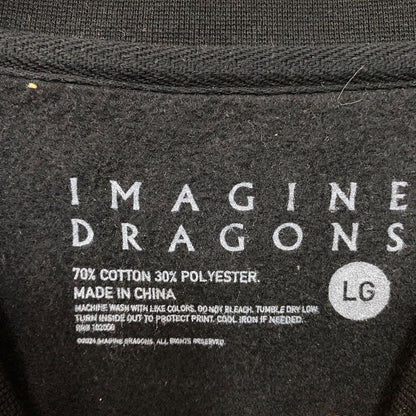 IMAGINE
DRAGONS
70% COTTON 30% POLYESTER.
MADE IN CHINA
LG
MACHINE WASH WITH LIKE COLORS. DO NOT BLEACH. TUMBLE DRY LOW.
TURN INSIDE OUT TO PROTECT PRINT. COOL IRON IF NEEDED.
102000
©2024 IMAGINE DRAGONS. ALL RIGHTS RESERVED.